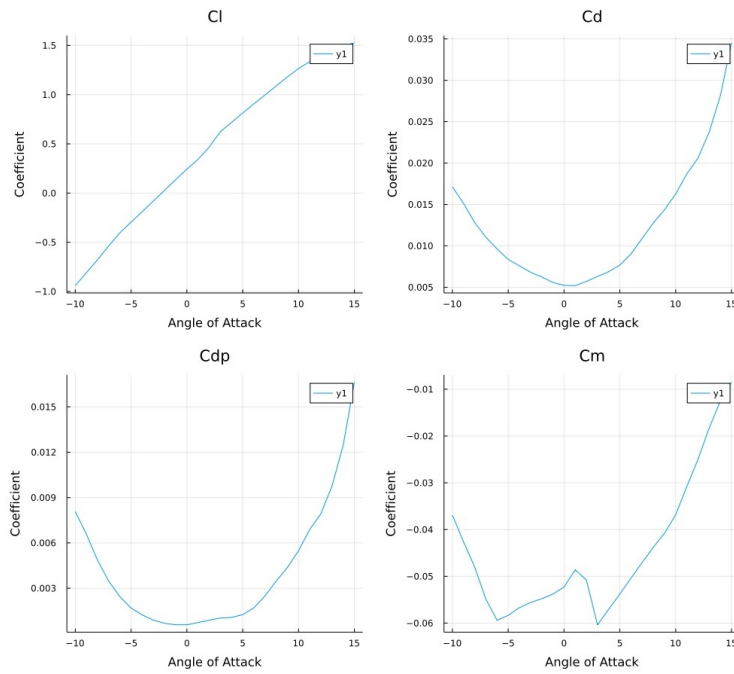 Cl
1.5
1.0
0.5
0.0
−0.5
−1.0
Coefficient
y1
−10 −5 0 5 10 15
Angle of Attack
Cd
0.035
0.030
0.025
0.020
0.015
0.010
0.005
Coefficient
y1
−10 −5 0 5 10 15
Angle of Attack
Cdp
0.015
0.012
0.009
0.006
0.003
Coefficient
y1
−10 −5 0 5 10 15
Angle of Attack
Cm
−0.01
−0.02
−0.03
−0.04
−0.05
−0.06
Coefficient
y1
−10 −5 0 5 10 15
Angle of Attack